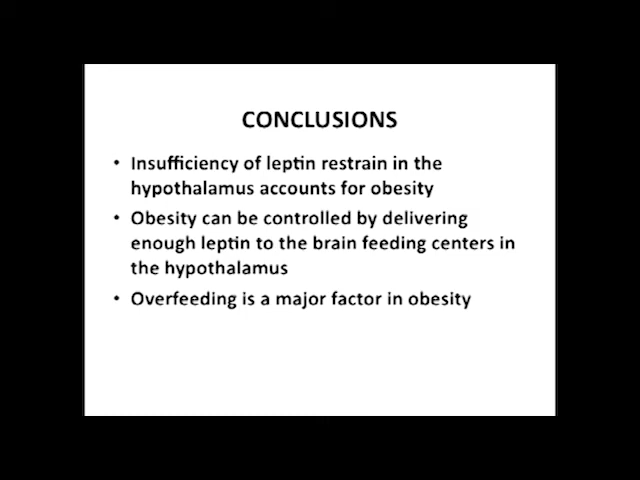 CONCLUSIONS
• Insufficiency of leptin restrain in the
hypothalamus accounts for obesity
• Obesity can be controlled by delivering
enough leptin to the brain feeding centers in
the hypothalamus
• Overfeeding is a major factor in obesity